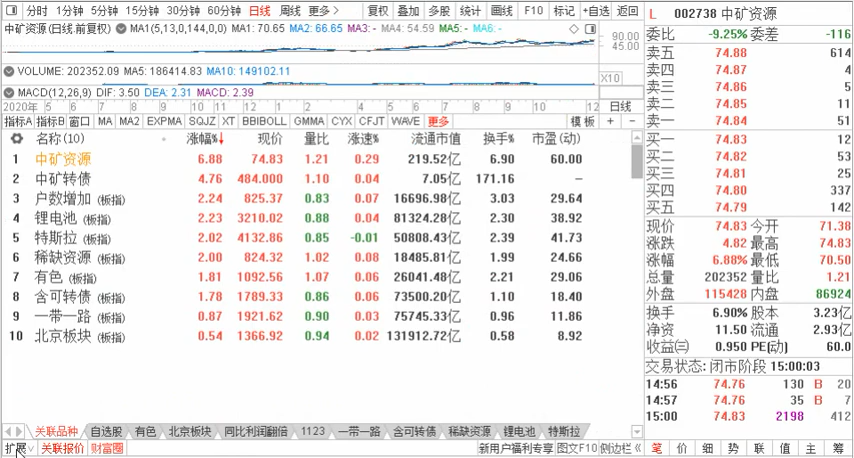 分时 1分钟 5分钟 15分钟 30分钟 60分钟 日线 周线 更多 复权 叠加 多股 统计 画线 F10 标记 +自选 返回
L 002738 中矿资源
中矿资源(日线.前复权) MA1(5,13,0,144,0,0) MA1: 70.65 MA2: 66.65 MA3: - MA4: 54.59 MA5: - MA6: -
90.00
45.00
VOLUME: 202352.09 MA5: 186414.83 MA10: 149102.11
X10
MACD(12,26,9) DIF: 3.50 DEA: 2.31 MACD: 2.39
2020年 5 6 7 8 9 10 11 12 1 2 3 4 5 6 7 8 9 10 12 日线
指标A 指标B 窗口 MA MA2 EXPMA SQJZ XT BBIBOLL GMMA CYX CFJT WAVE 更多 模板 + -
名称(10) 涨幅%↓ 现价 量比 涨速% 流通市值 换手% 市盈(动)
1 中矿资源 6.88 74.83 1.21 0.29 219.52亿 6.90 60.00
2 中矿转债 4.76 484.000 1.10 0.04 7.05亿 171.16 —
3 户数增加 (板指) 2.24 825.37 0.83 0.07 16696.98亿 3.03 29.64
4 锂电池 (板指) 2.23 3210.02 0.88 0.04 81324.28亿 2.30 38.92
5 特斯拉 (板指) 2.02 4132.86 0.85 -0.01 50808.43亿 2.39 41.73
6 稀缺资源 (板指) 2.00 824.32 1.02 0.08 18485.81亿 1.99 24.66
7 有色 (板指) 1.81 1092.56 1.07 0.06 26041.48亿 2.21 29.06
8 含可转债 (板指) 1.78 1789.33 0.86 0.06 73500.20亿 1.10 18.40
9 一带一路 (板指) 0.87 1921.62 0.90 0.03 75745.33亿 0.96 11.86
10 北京板块 (板指) 0.54 1366.92 0.94 0.02 131912.72亿 0.58 8.92
关联品种 自选股 有色 北京板块 同比利润翻倍 1123 一带一路 含可转债 稀缺资源 锂电池 特斯拉
扩展 关联报价 财富圈 新用户福利专享 图文F10 侧边栏
委比 -9.25% 委差 -116
卖五 74.88 614
卖四 74.87 4
卖三 74.86 5
卖二 74.85 11
卖一 74.84 51
买一 74.83 12
买二 74.82 53
买三 74.81 25
买四 74.80 337
买五 74.79 142
现价 74.83 今开 71.38
涨跌 4.82 最高 74.83
涨幅 6.88% 最低 70.50
总量 202352 量比 1.21
外盘 115428 内盘 86924
换手 6.90% 股本 3.23亿
净资 11.50 流通 2.93亿
收益(三) 0.950 PE(动) 60.0
交易状态: 闭市阶段 15:00:03
14:56 74.76 130 B 20
14:57 74.76 35 B 7
15:00 74.83 2198 412
笔 价 细 势 联 值 主 筹